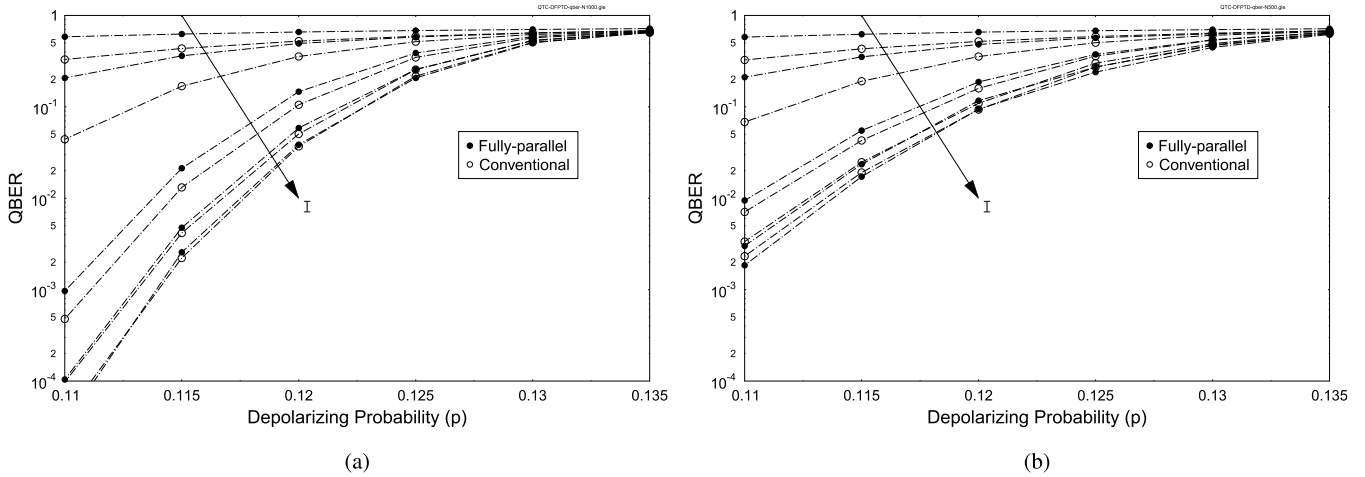 QTC-DFPTD-qber-N1000.gle
1
5
2
10-1
5
2
10-2
5
2
10-3
5
2
10-4
QBER
Fully-parallel
Conventional
I
0.11 0.115 0.12 0.125 0.13 0.135
Depolarizing Probability (p)
(a)
QTC-DFPTD-qber-N500.gle
1
5
2
10-1
5
2
10-2
5
2
10-3
5
2
10-4
QBER
Fully-parallel
Conventional
I
0.11 0.115 0.12 0.125 0.13 0.135
Depolarizing Probability (p)
(b)